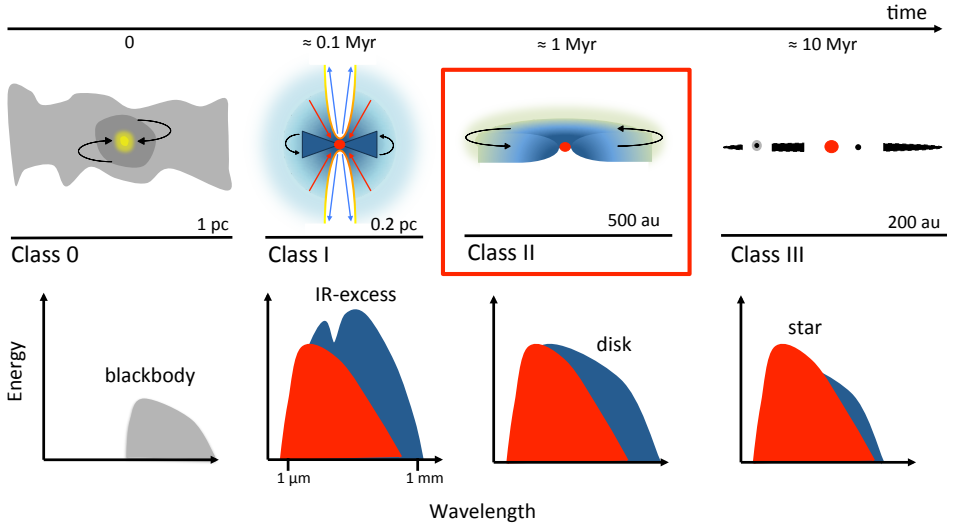 time
0
≈ 0.1 Myr
≈ 1 Myr
≈ 10 Myr
1 pc
0.2 pc
500 au
200 au
Class 0
Class I
Class II
Class III
Energy
blackbody
IR-excess
disk
star
1 μm
1 mm
Wavelength